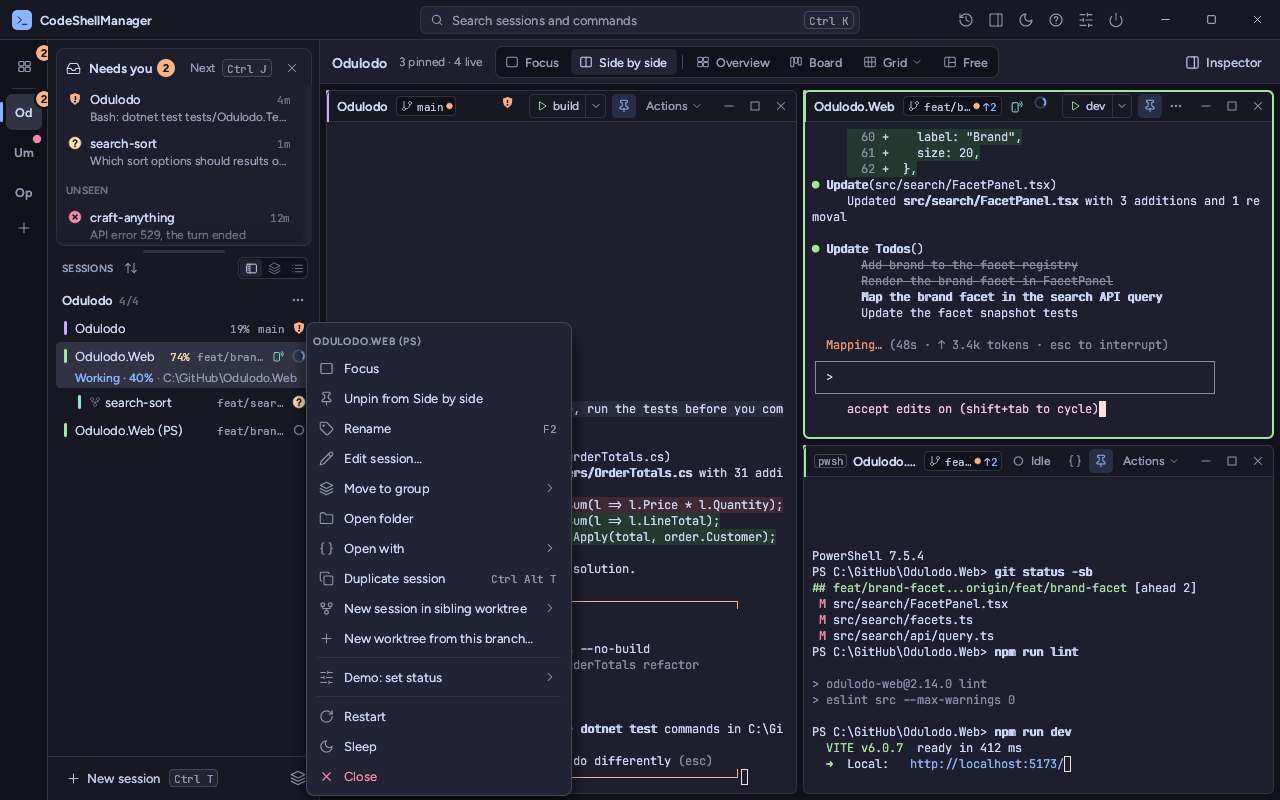 CodeShellManager
Search sessions and commands
Ctrl K
2
2
Od
Um
Op
Needs you 2 Next Ctrl J
Odulodo 4m
Bash: dotnet test tests/Odulodo.Te…
search-sort 1m
Which sort options should results o…
UNSEEN
craft-anything 12m
API error 529, the turn ended
SESSIONS
Odulodo 4/4
Odulodo 19% main
Odulodo.Web 74% feat/bran…
Working · 40% · C:\GitHub\Odulodo.Web
search-sort feat/sear…
Odulodo.Web (PS) feat/bran…
New session Ctrl T
Odulodo 3 pinned · 4 live
Focus Side by side Overview Board Grid Free
Inspector
Odulodo main build Actions
, run the tests before you com
rderTotals.cs)
rs/OrderTotals.cs with 31 addi
um(l => l.Price * l.Quantity);
um(l => l.LineTotal);
Apply(total, order.Customer);
solution.
--no-build
derTotals refactor
dotnet test commands in C:\Gi
do differently (esc)
ODULODO.WEB (PS)
Focus
Unpin from Side by side
Rename F2
Edit session…
Move to group
Open folder
Open with
Duplicate session Ctrl Alt T
New session in sibling worktree
New worktree from this branch…
Demo: set status
Restart
Sleep
Close
Odulodo.Web feat/b… ↑2 dev
60 + label: "Brand",
61 + size: 20,
62 + },
Update(src/search/FacetPanel.tsx)
Updated src/search/FacetPanel.tsx with 3 additions and 1 re
moval
Update Todos()
Add brand to the facet registry
Render the brand facet in FacetPanel
Map the brand facet in the search API query
Update the facet snapshot tests
Mapping… (48s · ↑ 3.4k tokens · esc to interrupt)
>
accept edits on (shift+tab to cycle)
pwsh Odulodo.… fea… ↑2 Idle {} Actions
PowerShell 7.5.4
PS C:\GitHub\Odulodo.Web> git status -sb
## feat/brand-facet...origin/feat/brand-facet [ahead 2]
M src/search/FacetPanel.tsx
M src/search/facets.ts
M src/search/api/query.ts
PS C:\GitHub\Odulodo.Web> npm run lint
> odulodo-web@2.14.0 lint
> eslint src --max-warnings 0
PS C:\GitHub\Odulodo.Web> npm run dev
VITE v6.0.7 ready in 412 ms
➜ Local: http://localhost:5173/